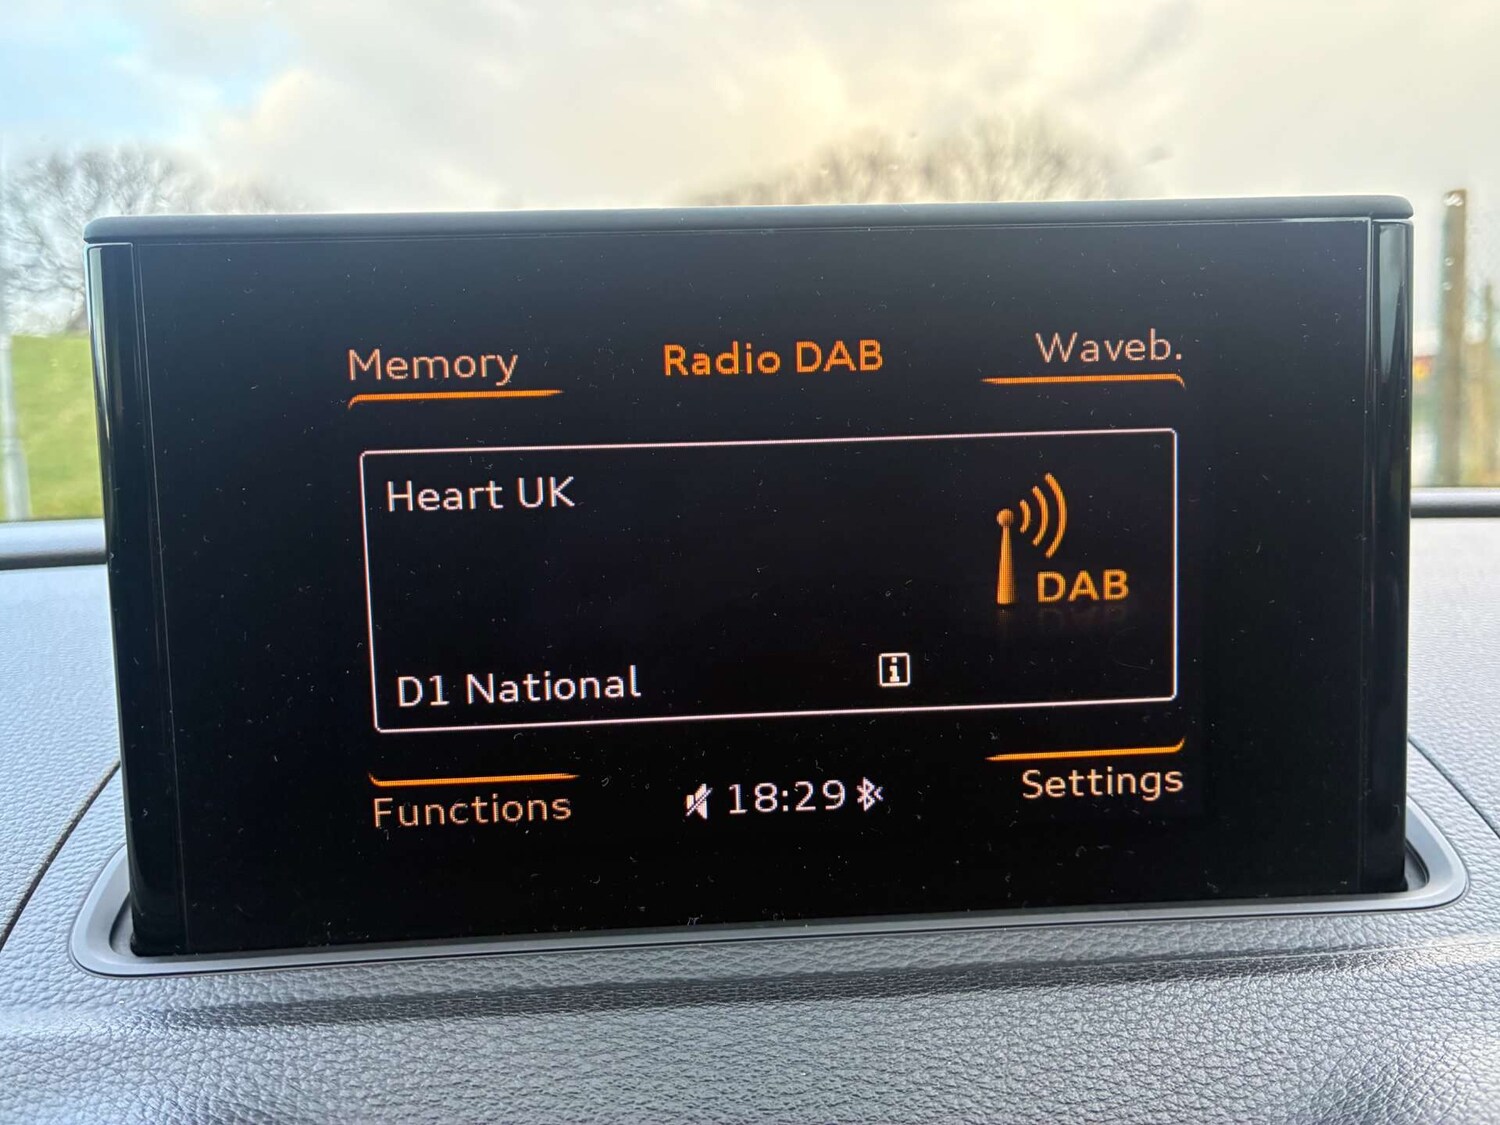 Memory
Radio DAB
Waveb.
Heart UK
DAB
D1 National
i
Functions
18:29
Settings